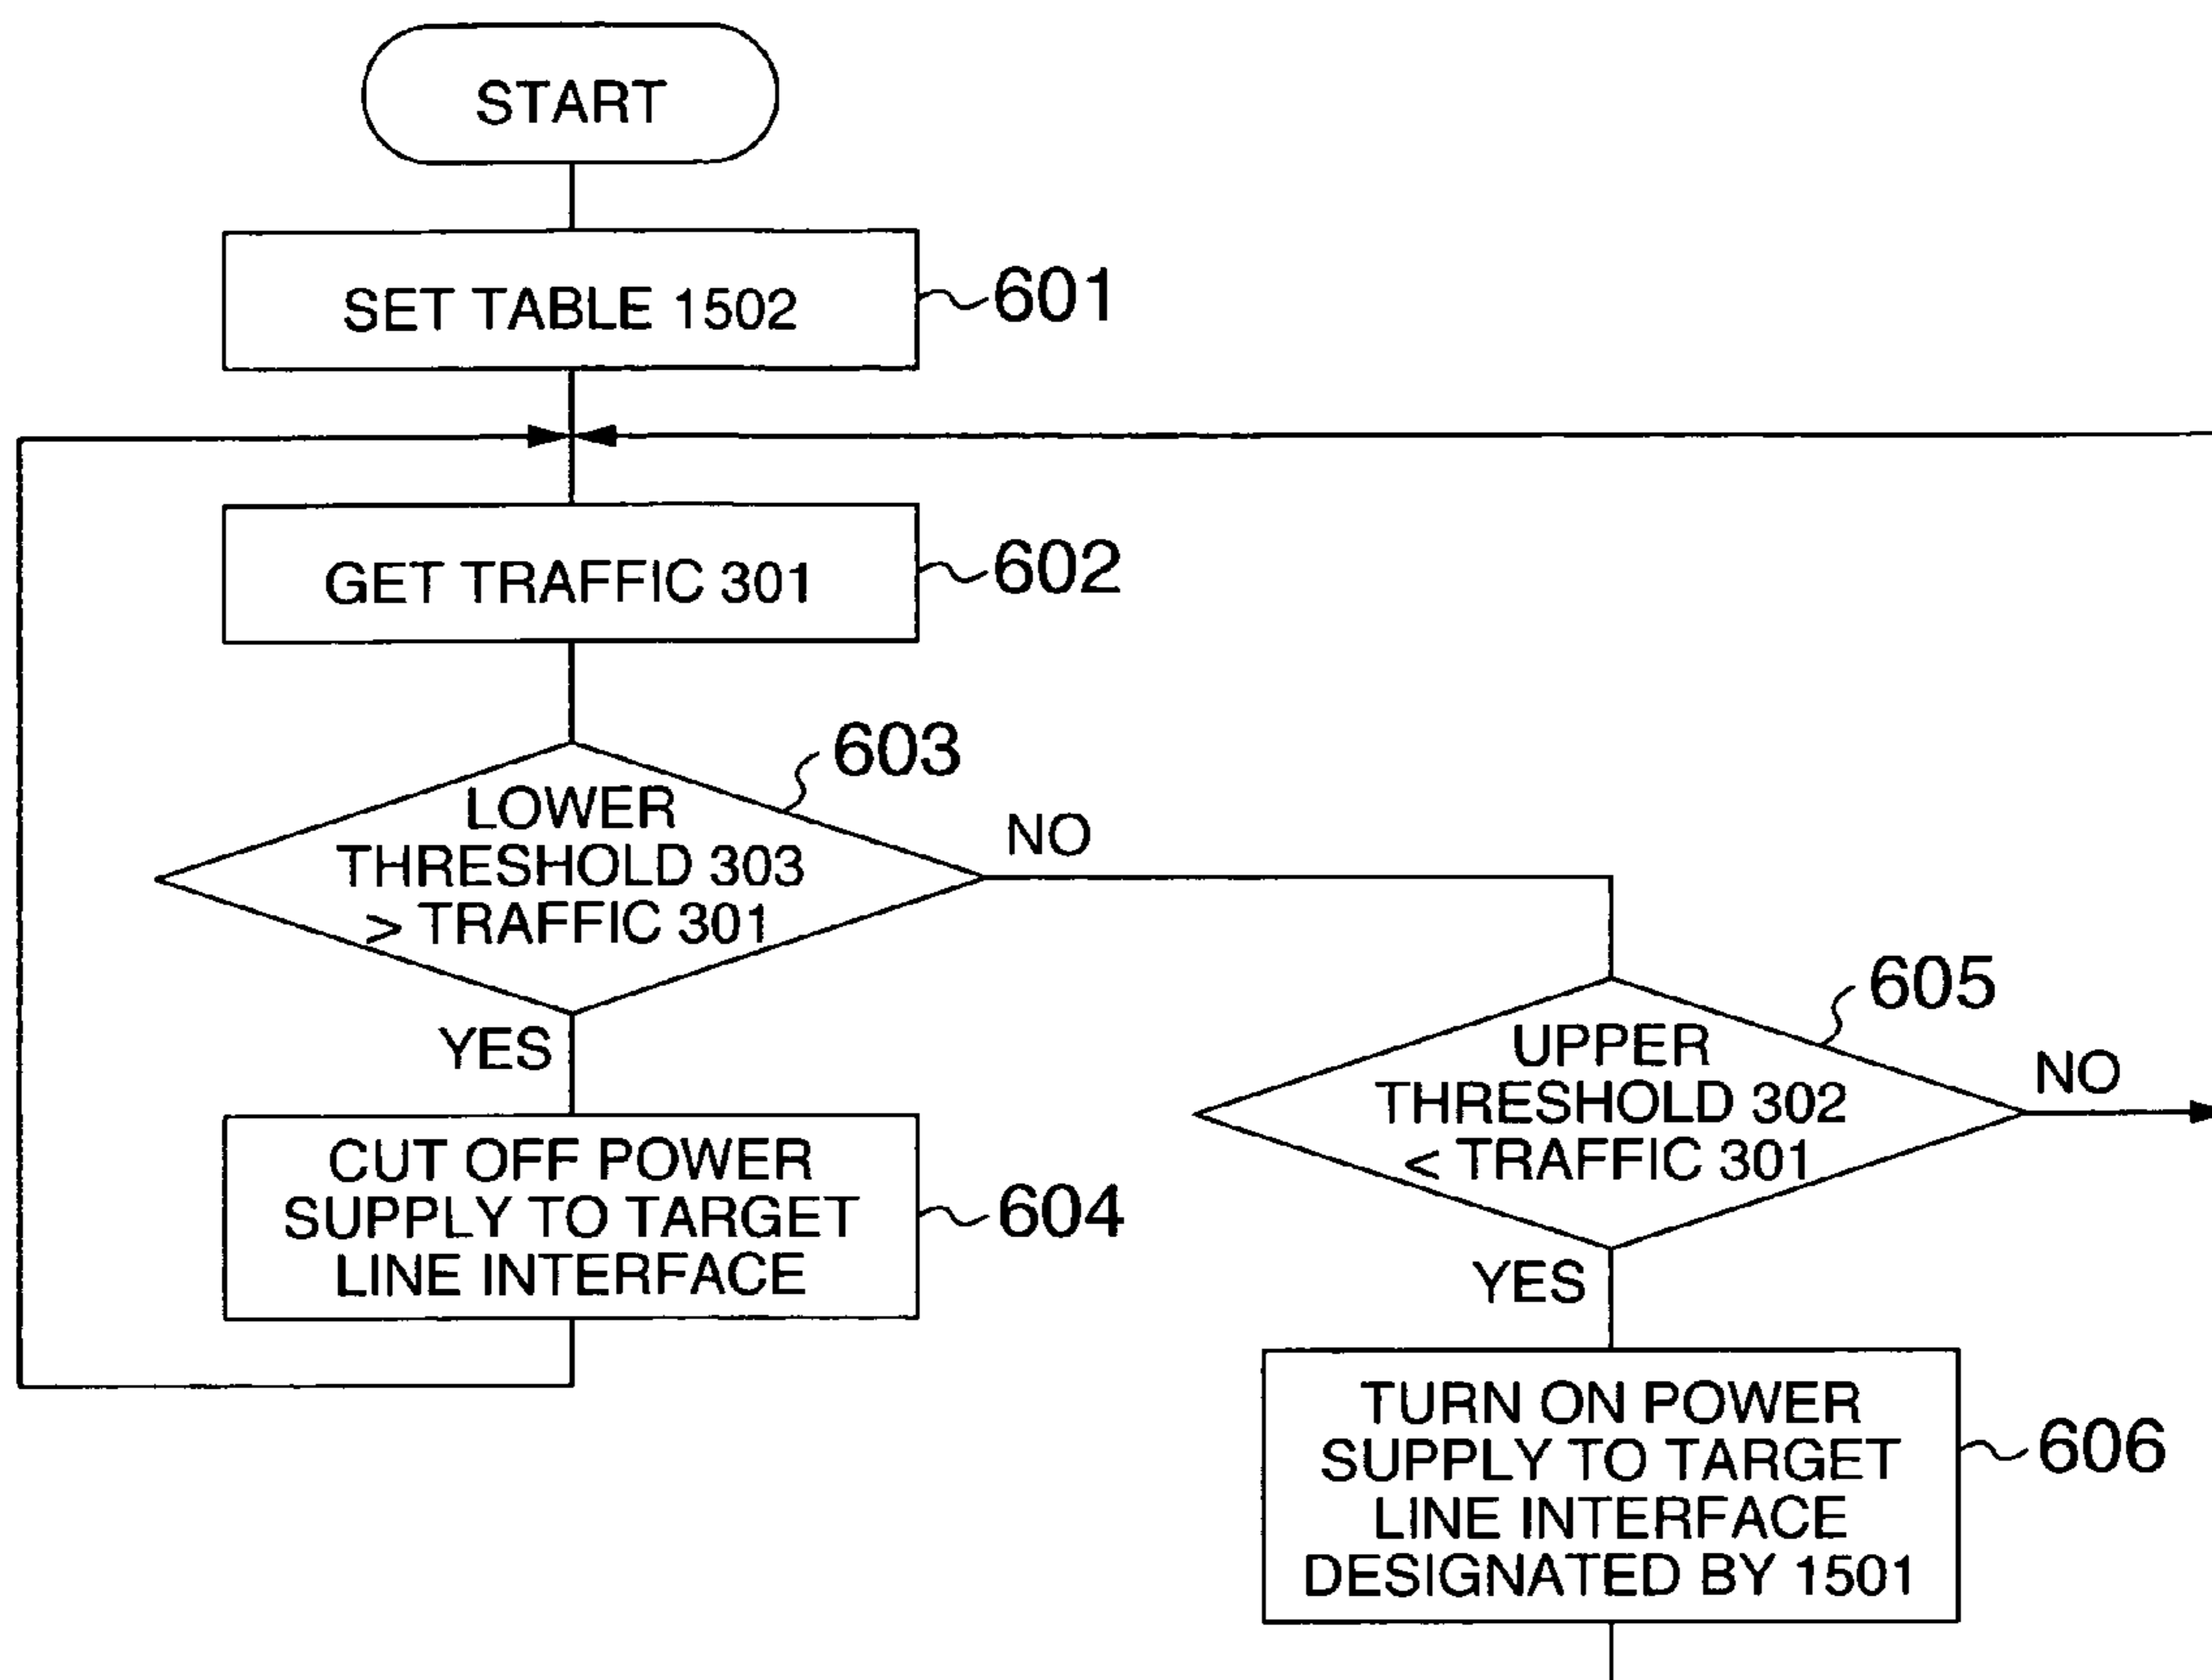 START
SET TABLE 1502
601
GET TRAFFIC 301
602
603
LOWER
THRESHOLD 303
> TRAFFIC 301
NO
YES
CUT OFF POWER
SUPPLY TO TARGET
LINE INTERFACE
604
605
UPPER
THRESHOLD 302
< TRAFFIC 301
NO
YES
TURN ON POWER
SUPPLY TO TARGET
LINE INTERFACE
DESIGNATED BY 1501
606